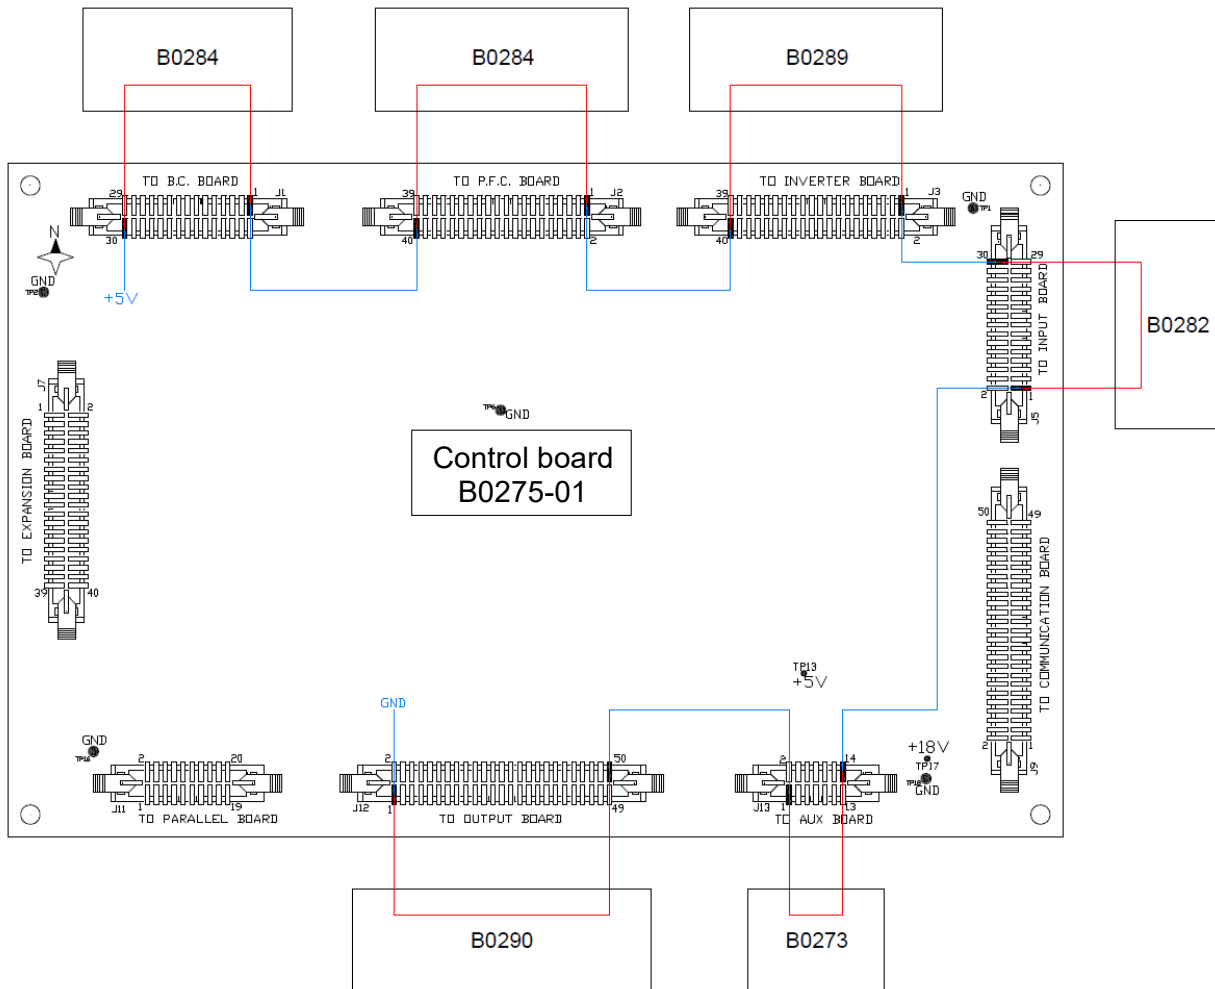 B0284
B0284
B0289
TO B.C. BOARD
TO P.F.C. BOARD
TO INVERTER BOARD
29
1
J1
39
1
J2
39
1
J3
GND
TP1
30
40
2
40
2
N
GND
TP2
+5V
30
29
TO INPUT BOARD
2
1
J5
B0282
J7
1
2
TO EXPANSION BOARD
39
40
TP6
GND
Control board
B0275-01
50
49
TO COMMUNICATION BOARD
2
1
J9
TP13
+5V
GND
GND
TP16
2
20
J11
1
19
TO PARALLEL BOARD
2
50
J12
1
49
TO OUTPUT BOARD
2
14
J13
1
13
TO AUX BOARD
+18V
TP17
TP18
GND
B0290
B0273